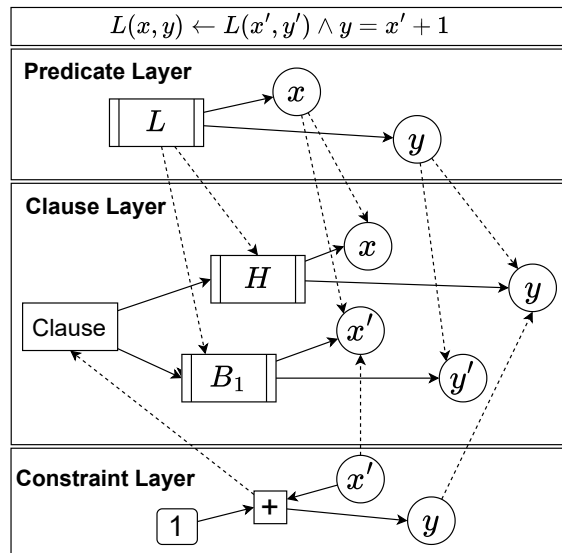 L(x, y) ← L(x′, y′) ∧ y = x′ + 1
Predicate Layer
x
L
y
Clause Layer
x
H
y
Clause
x′
B₁
y′
Constraint Layer
x′
+
1
y